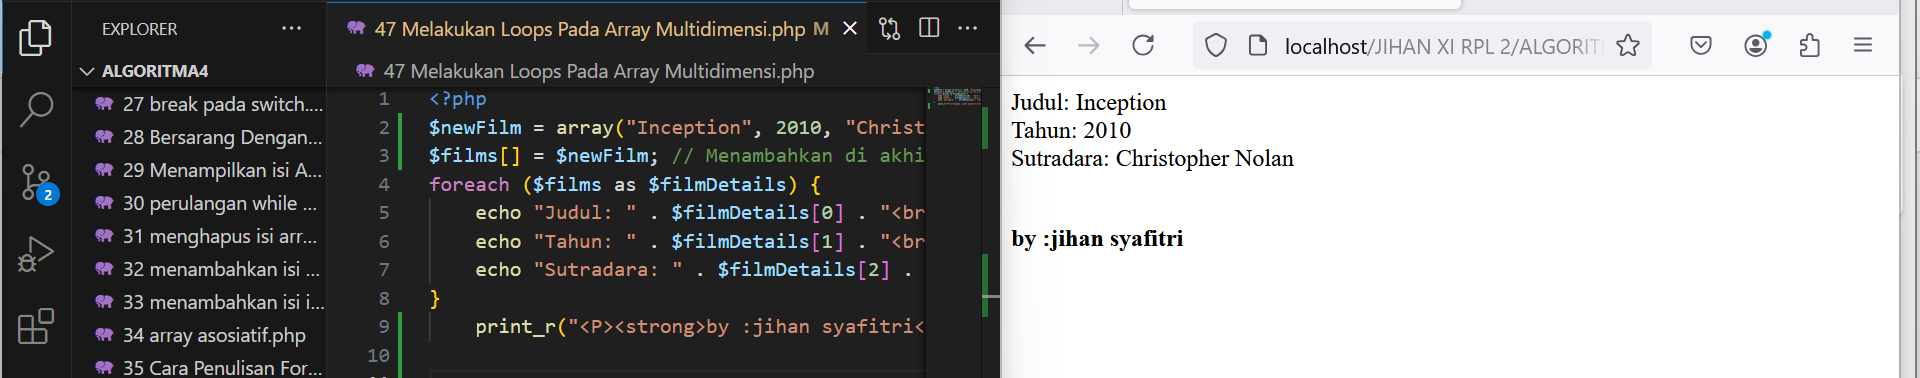 EXPLORER
ALGORITMA4
27 break pada switch....
28 Bersarang Dengan...
29 Menampilkan isi A...
30 perulangan while ...
31 menghapus isi arr...
32 menambahkan isi ...
33 menambahkan isi i...
34 array asosiatif.php
35 Cara Penulisan For...
2
47 Melakukan Loops Pada Array Multidimensi.php M
47 Melakukan Loops Pada Array Multidimensi.php
1 <?php
2 $newFilm = array("Inception", 2010, "Christ
3 $films[] = $newFilm; // Menambahkan di akhi
4 foreach ($films as $filmDetails) {
5 echo "Judul: " . $filmDetails[0] . "<br
6 echo "Tahun: " . $filmDetails[1] . "<br
7 echo "Sutradara: " . $filmDetails[2] .
8 }
9 print_r("<P><strong>by :jihan syafitri<
10
localhost/JIHAN XI RPL 2/ALGORIT
Judul: Inception
Tahun: 2010
Sutradara: Christopher Nolan
by :jihan syafitri